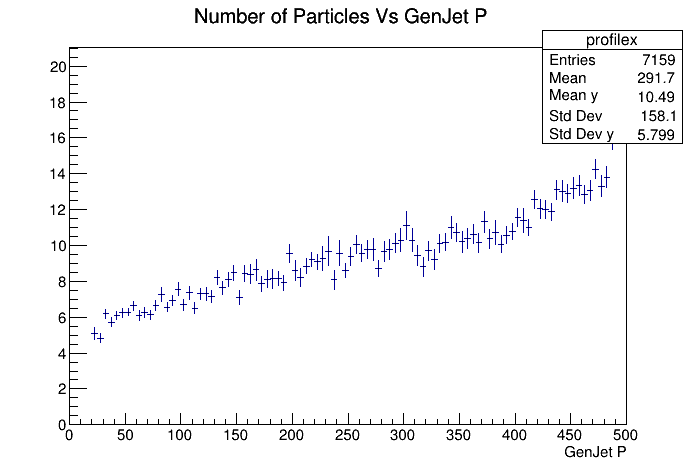 Number of Particles Vs GenJet P
profilex
Entries 7159
Mean 291.7
Mean y 10.49
Std Dev 158.1
Std Dev y 5.799
20
18
16
14
12
10
8
6
4
2
0
0 50 100 150 200 250 300 350 400 450 500
GenJet P